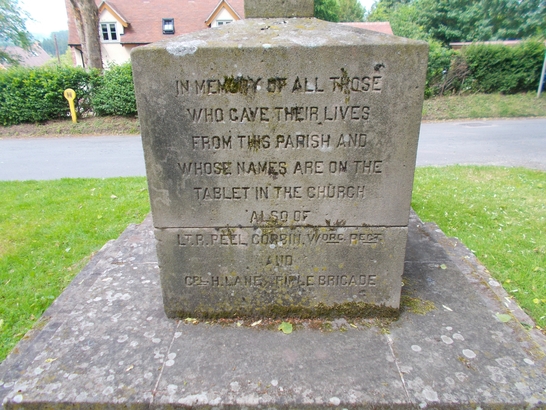 IN MEMORY OF ALL THOSE
WHO GAVE THEIR LIVES
FROM THIS PARISH AND
WHOSE NAMES ARE ON THE
TABLET IN THE CHURCH
ALSO OF
LT. R. PEEL CORBIN, WORC. REGT.
AND
CPL. H. LANE, RIFLE BRIGADE